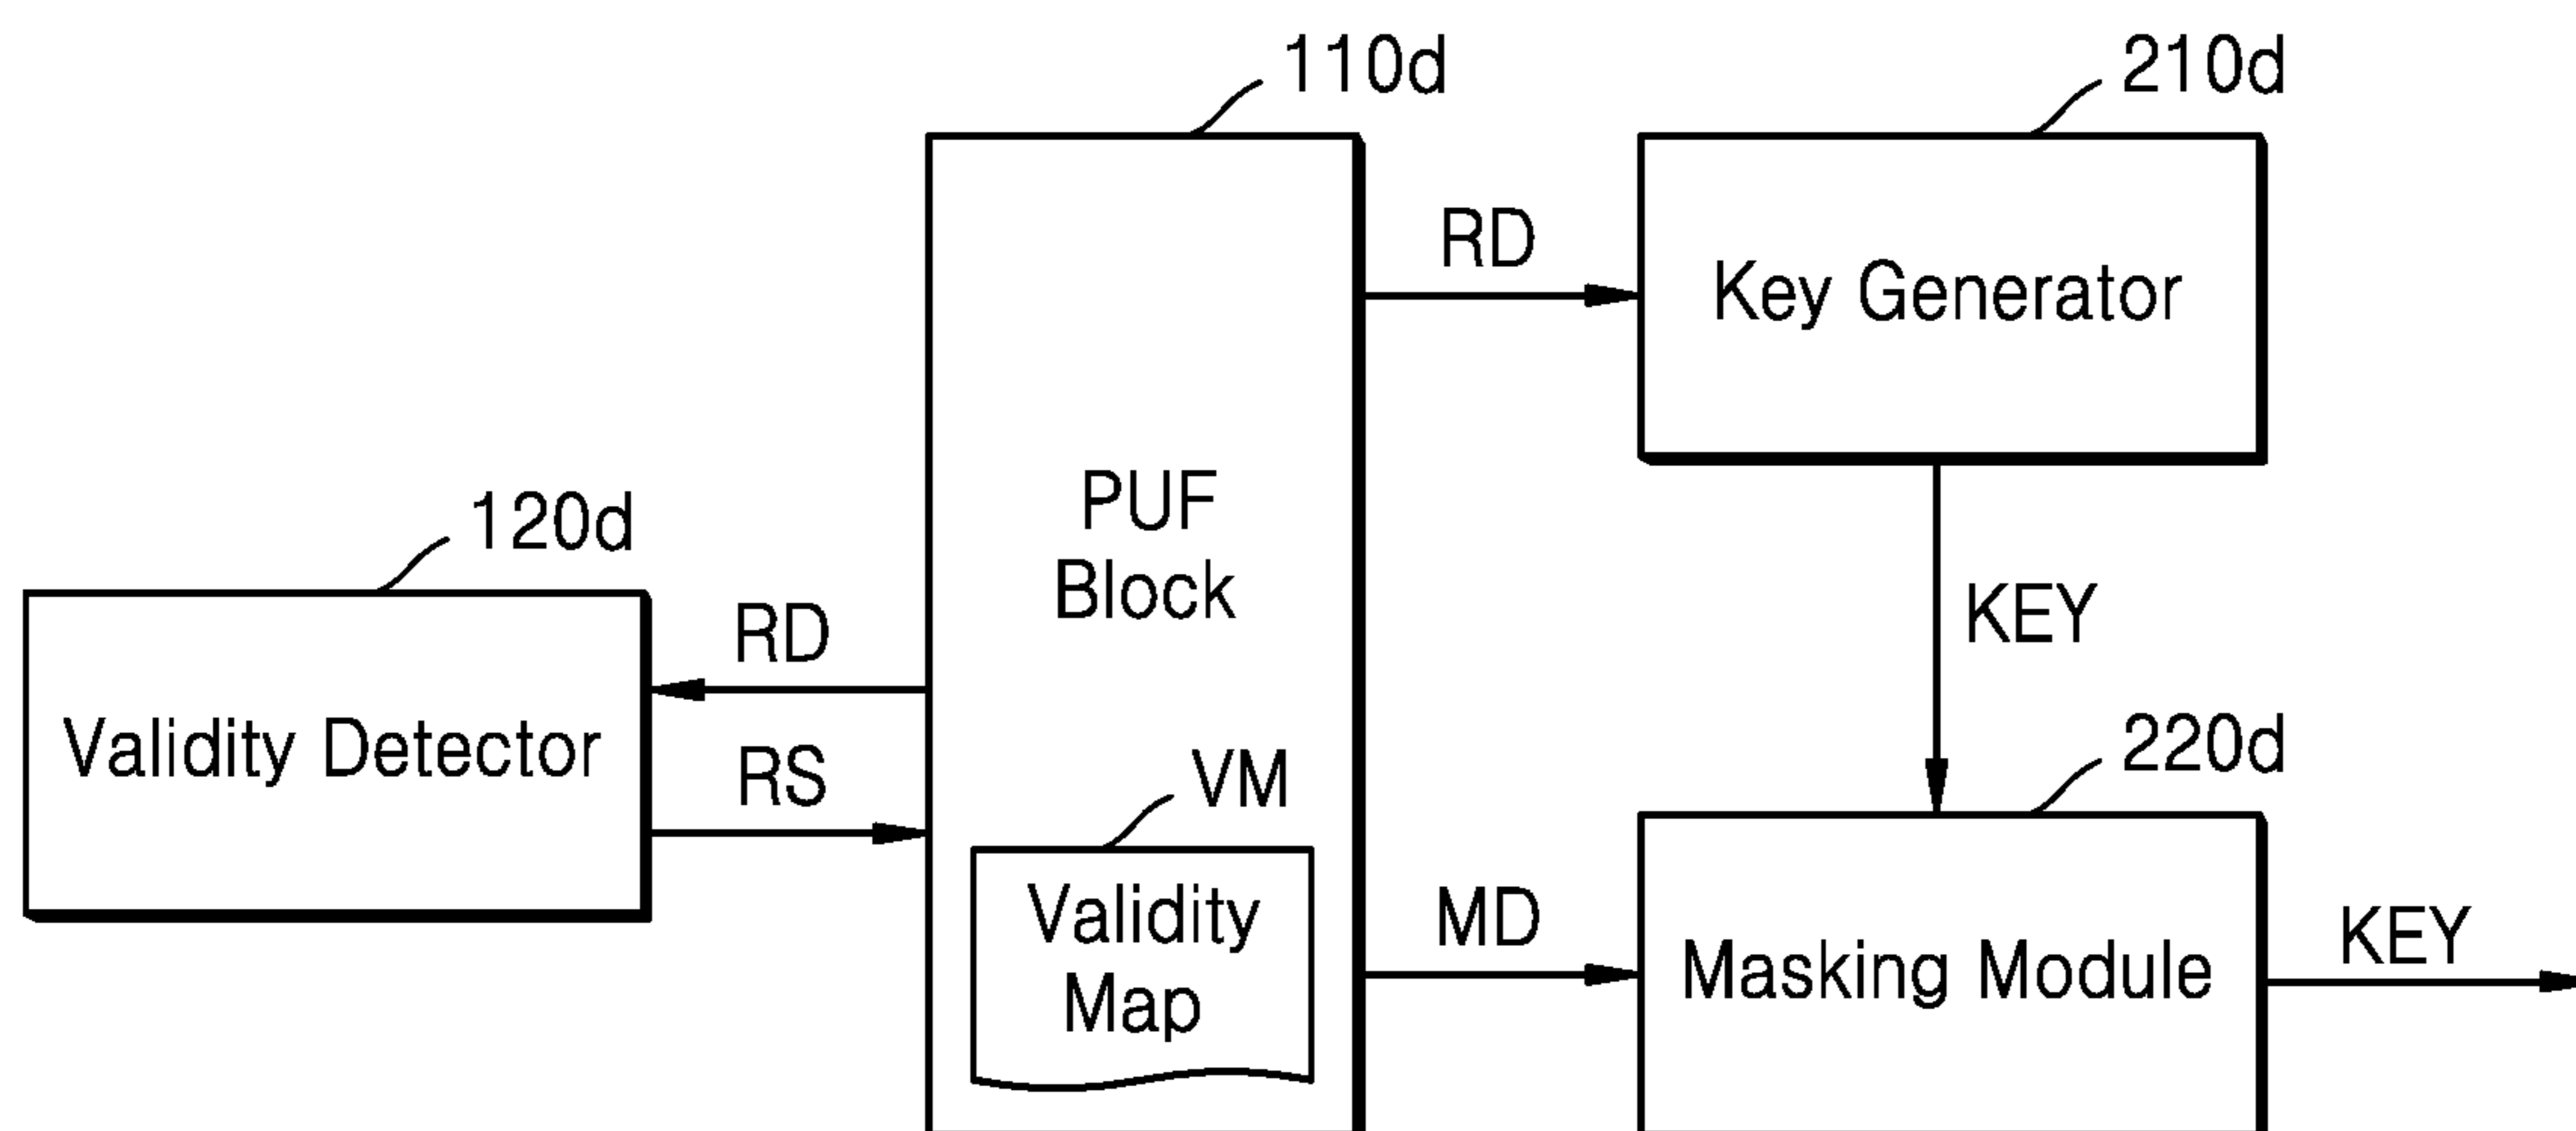 110d
210d
RD
Key Generator
PUF
Block
120d
RD
KEY
Validity Detector
RS
VM
220d
Validity
Map
MD
Masking Module
KEY